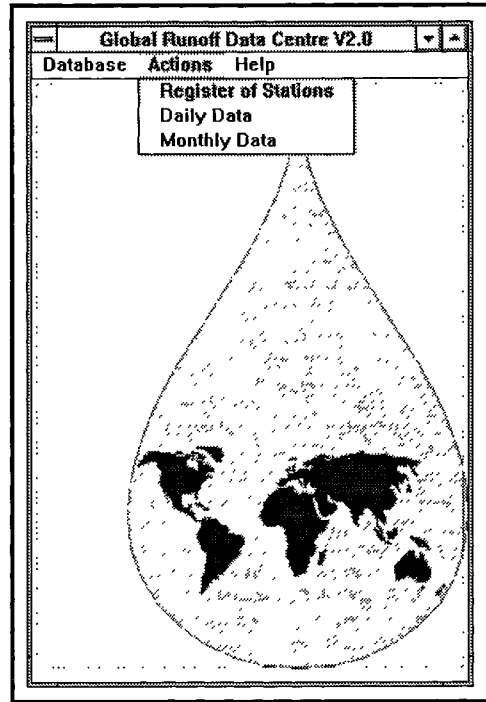 Global Runoff Data Centre V2.0
Database Actions Help
Register of Stations
Daily Data
Monthly Data